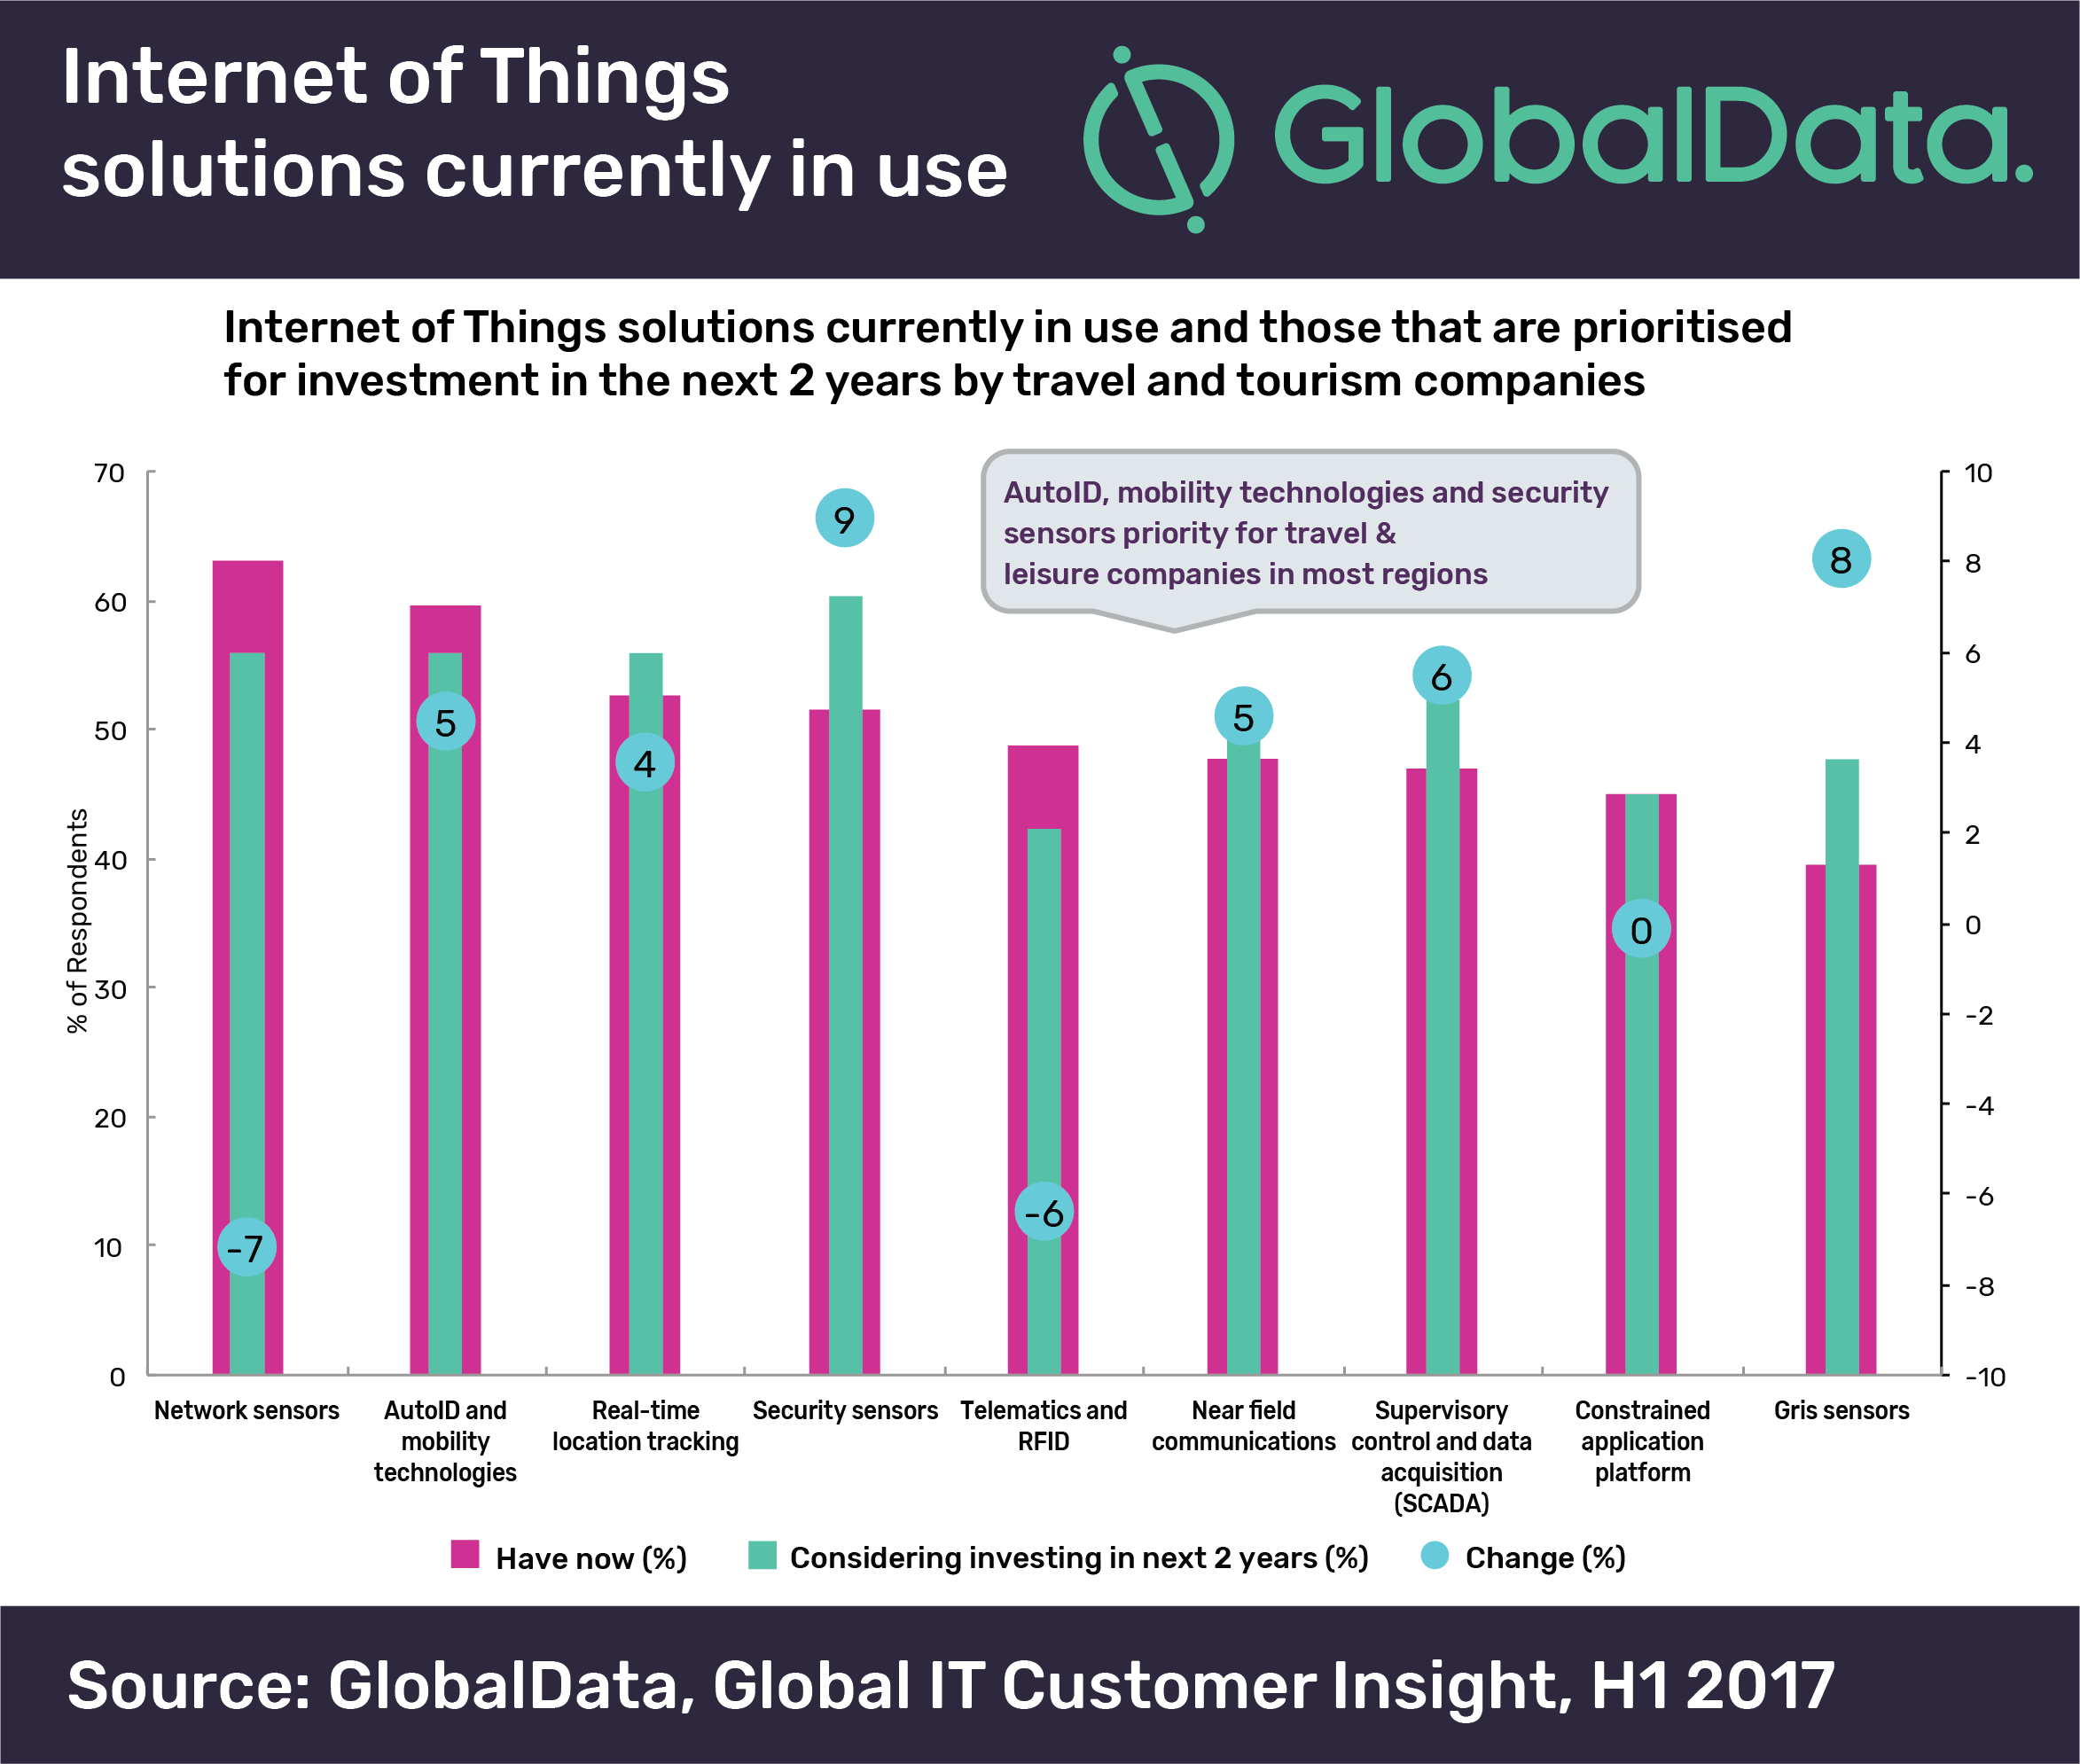 Internet of Things
solutions currently in use
GlobalData.
Internet of Things solutions currently in use and those that are prioritised
for investment in the next 2 years by travel and tourism companies
AutoID, mobility technologies and security
sensors priority for travel &
leisure companies in most regions
% of Respondents
70
60
50
40
30
20
10
0
10
8
6
4
2
0
-2
-4
-6
-8
-10
-7
5
4
9
-6
5
6
0
8
Network sensors
AutoID and
mobility
technologies
Real-time
location tracking
Security sensors
Telematics and
RFID
Near field
communications
Supervisory
control and data
acquisition
(SCADA)
Constrained
application
platform
Gris sensors
Have now (%)
Considering investing in next 2 years (%)
Change (%)
Source: GlobalData, Global IT Customer Insight, H1 2017